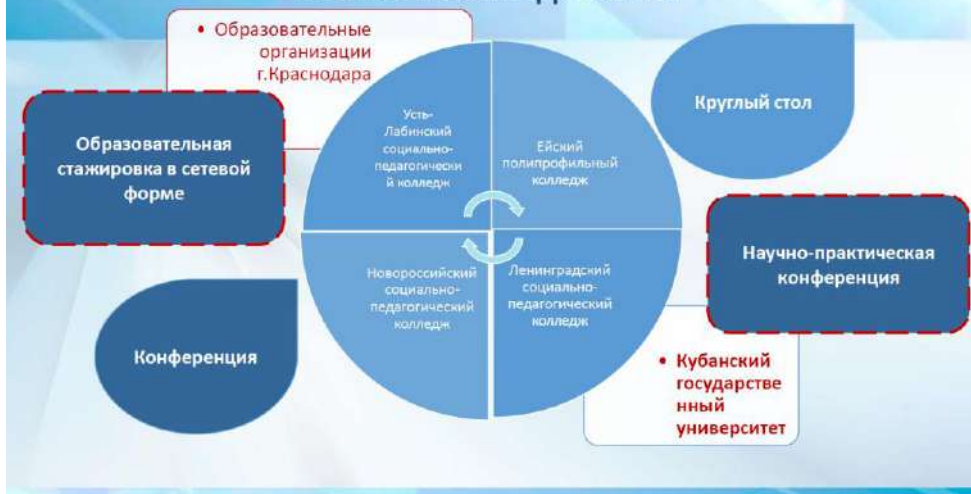 • Образовательные
организации
г.Краснодара
Образовательная
стажировка в сетевой
форме
Усть-
Лабинский
социально-
педагогически
й колледж
Ейский
полипрофильный
колледж
Круглый стол
Научно-практическая
конференция
Новороссийский
социально-
педагогический
колледж
Ленинградский
социально-
педагогический
колледж
Конференция
• Кубанский
государстве
нный
университет